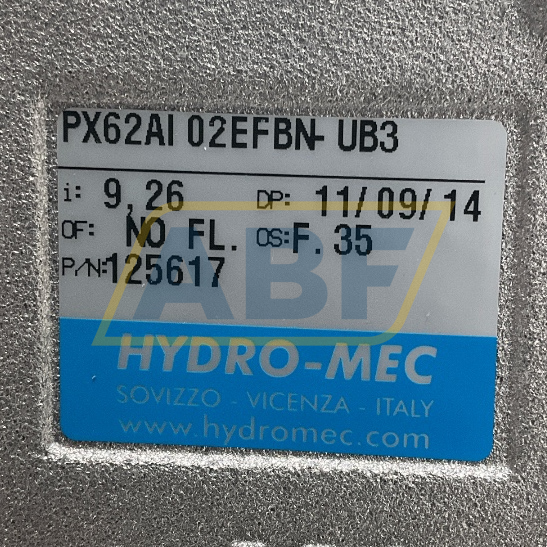 PX62AI 02EFBN- UB3
i: 9,26 DP: 11/09/14
OF: NO FL. OS: F.35
P/N: 125617
ABF
HYDRO-MEC
SOVIZZO - VICENZA - ITALY
www.hydromec.com